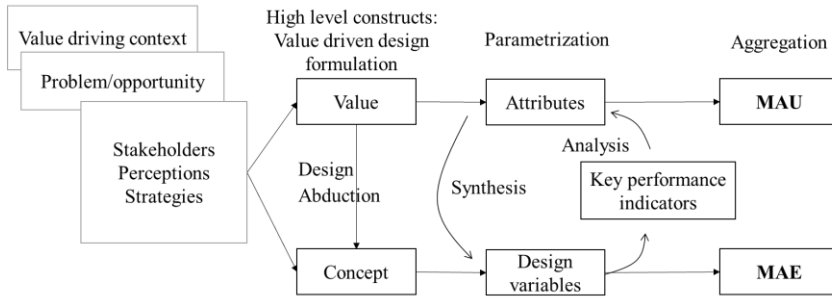 Value driving context
Problem/opportunity
Stakeholders
Perceptions
Strategies
High level constructs:
Value driven design
formulation
Parametrization
Aggregation
Value
Attributes
MAU
Design
Abduction
Synthesis
Analysis
Key performance
indicators
Concept
Design
variables
MAE